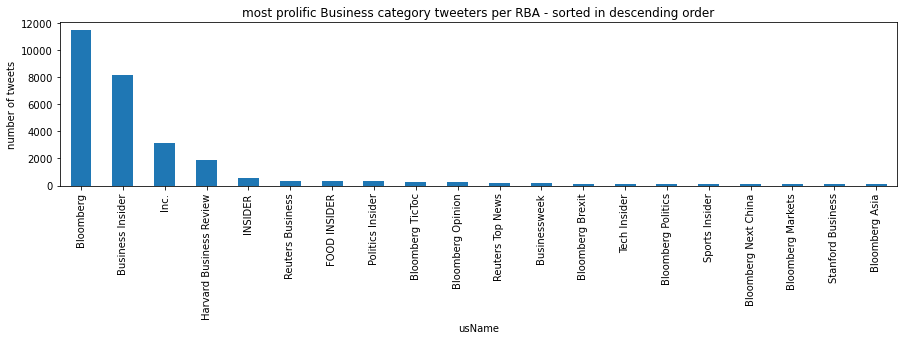 most prolific Business category tweeters per RBA - sorted in descending order
number of tweets
12000
10000
8000
6000
4000
2000
0
Bloomberg
Business Insider
Inc.
Harvard Business Review
INSIDER
Reuters Business
FOOD INSIDER
Politics Insider
Bloomberg TicToc
Bloomberg Opinion
Reuters Top News
Businessweek
Bloomberg Brexit
Tech Insider
Bloomberg Politics
Sports Insider
Bloomberg Next China
Bloomberg Markets
Stanford Business
Bloomberg Asia
usName